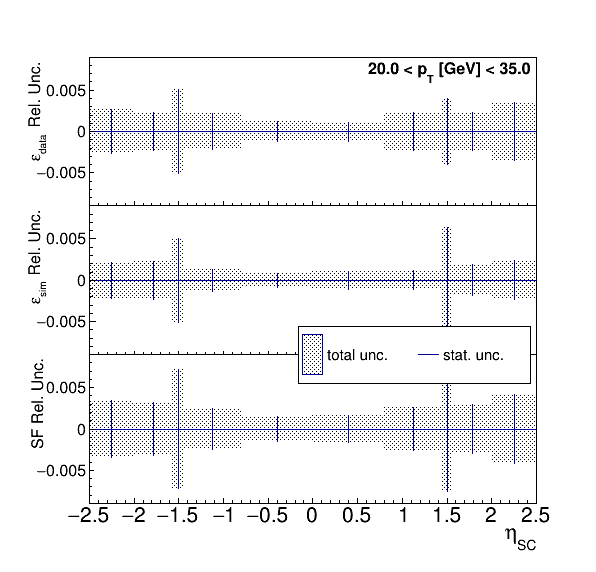 20.0 < p_T [GeV] < 35.0
ε_data Rel. Unc.
0.005
0
−0.005
ε_sim Rel. Unc.
0.005
0
−0.005
total unc.
stat. unc.
SF Rel. Unc.
0.005
0
−0.005
−2.5 −2 −1.5 −1 −0.5 0 0.5 1 1.5 2 2.5
η_SC